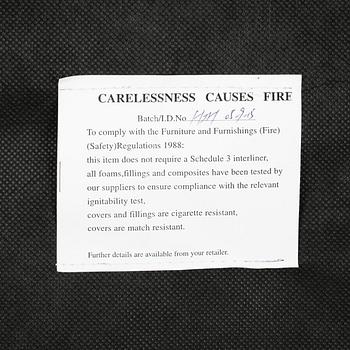 CARELESSNESS CAUSES FIRE
Batch/I.D.No
To comply with the Furniture and Furnishings (Fire)
(Safety)Regulations 1988:
this item does not require a Schedule 3 interliner,
all foams,fillings and composites have been tested by
our suppliers to ensure compliance with the relevant
ignitability test,
covers and fillings are cigarette resistant,
covers are match resistant.
Further details are available from your retailer.